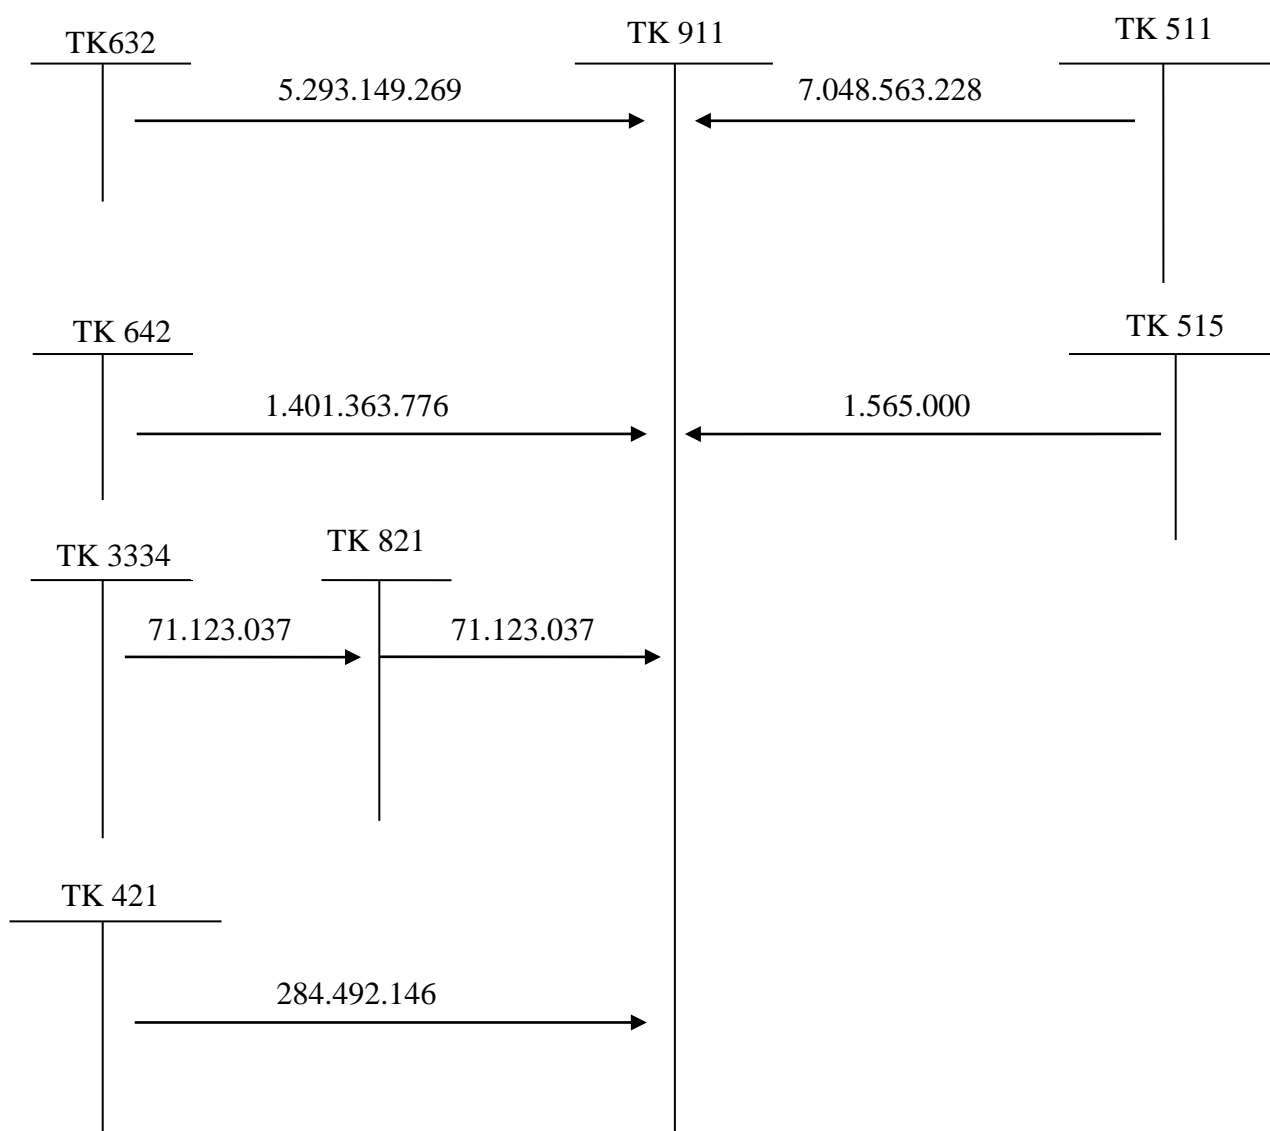 TK632
TK 911
TK 511
5.293.149.269
7.048.563.228
TK 642
TK 515
1.401.363.776
1.565.000
TK 3334
TK 821
71.123.037
71.123.037
TK 421
284.492.146